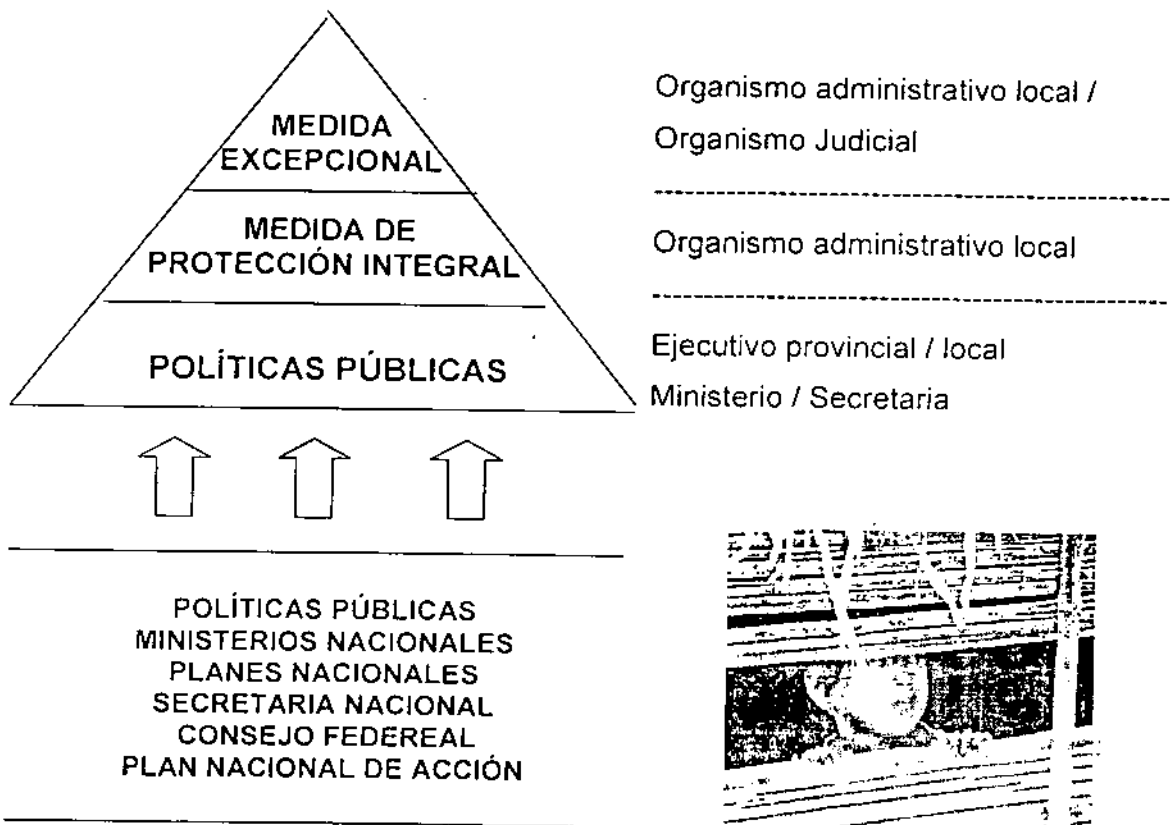 MEDIDA
EXCEPCIONAL
Organismo administrativo local /
Organismo Judicial
MEDIDA DE
PROTECCIÓN INTEGRAL
Organismo administrativo local
POLÍTICAS PÚBLICAS
Ejecutivo provincial / local
Ministerio / Secretaria
POLÍTICAS PÚBLICAS
MINISTERIOS NACIONALES
PLANES NACIONALES
SECRETARIA NACIONAL
CONSEJO FEDEREAL
PLAN NACIONAL DE ACCIÓN